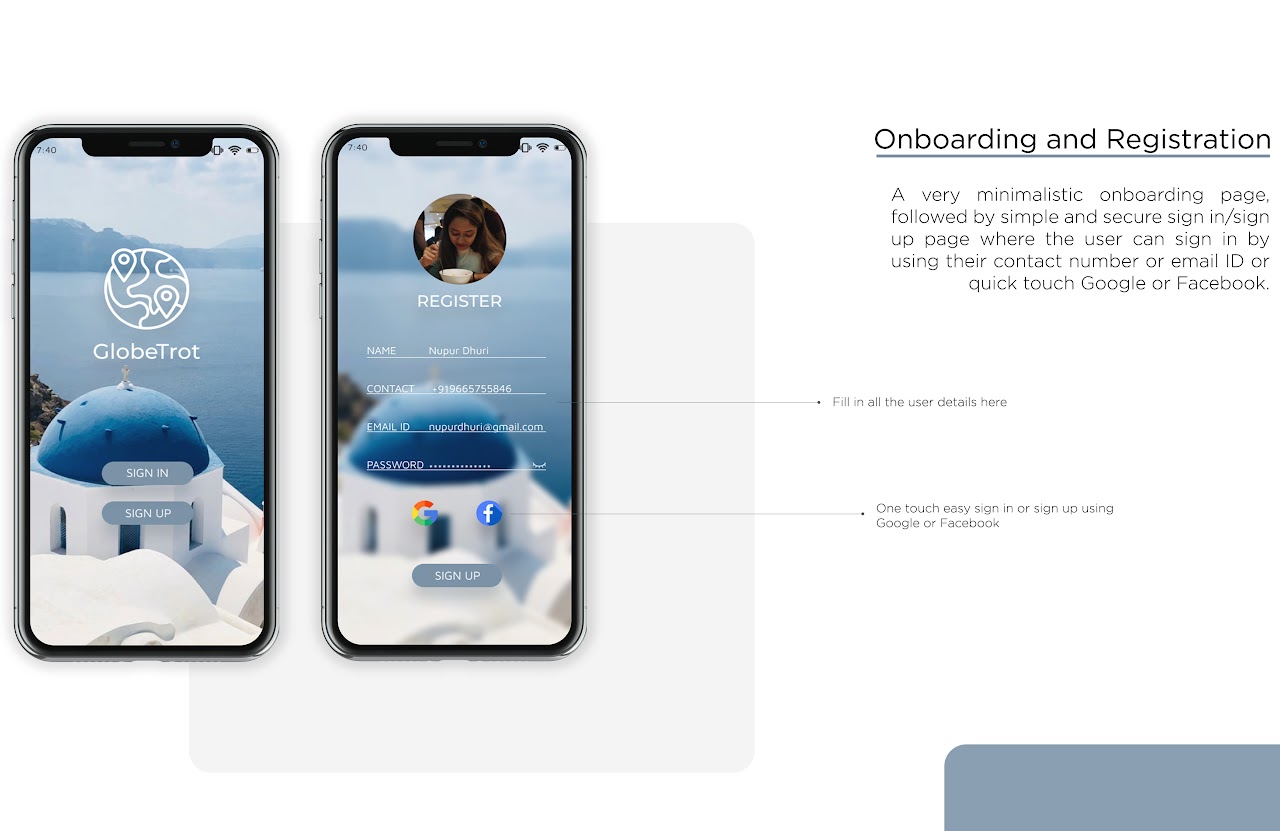 7:40
GlobeTrot
SIGN IN
SIGN UP
7:40
REGISTER
NAME Nupur Dhuri
CONTACT +919665755846
EMAIL ID nupurdhuri@gmail.com
PASSWORD ••••••••••••••
SIGN UP
Onboarding and Registration
A very minimalistic onboarding page,
followed by simple and secure sign in/sign
up page where the user can sign in by
using their contact number or email ID or
quick touch Google or Facebook.
Fill in all the user details here
One touch easy sign in or sign up using
Google or Facebook